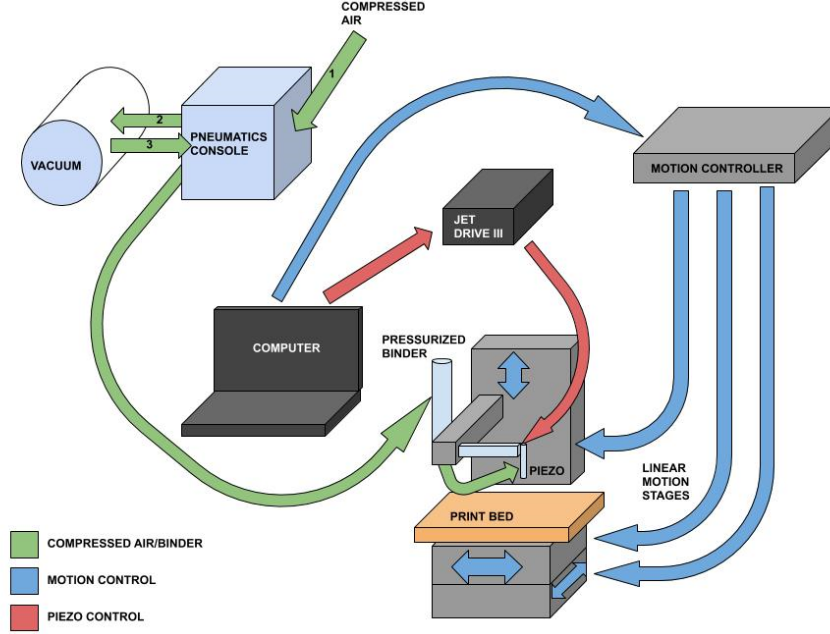 COMPRESSED
AIR
1
2
3
PNEUMATICS
CONSOLE
VACUUM
MOTION CONTROLLER
JET
DRIVE III
COMPUTER
PRESSURIZED
BINDER
PIEZO
LINEAR
MOTION
STAGES
PRINT BED
COMPRESSED AIR/BINDER
MOTION CONTROL
PIEZO CONTROL